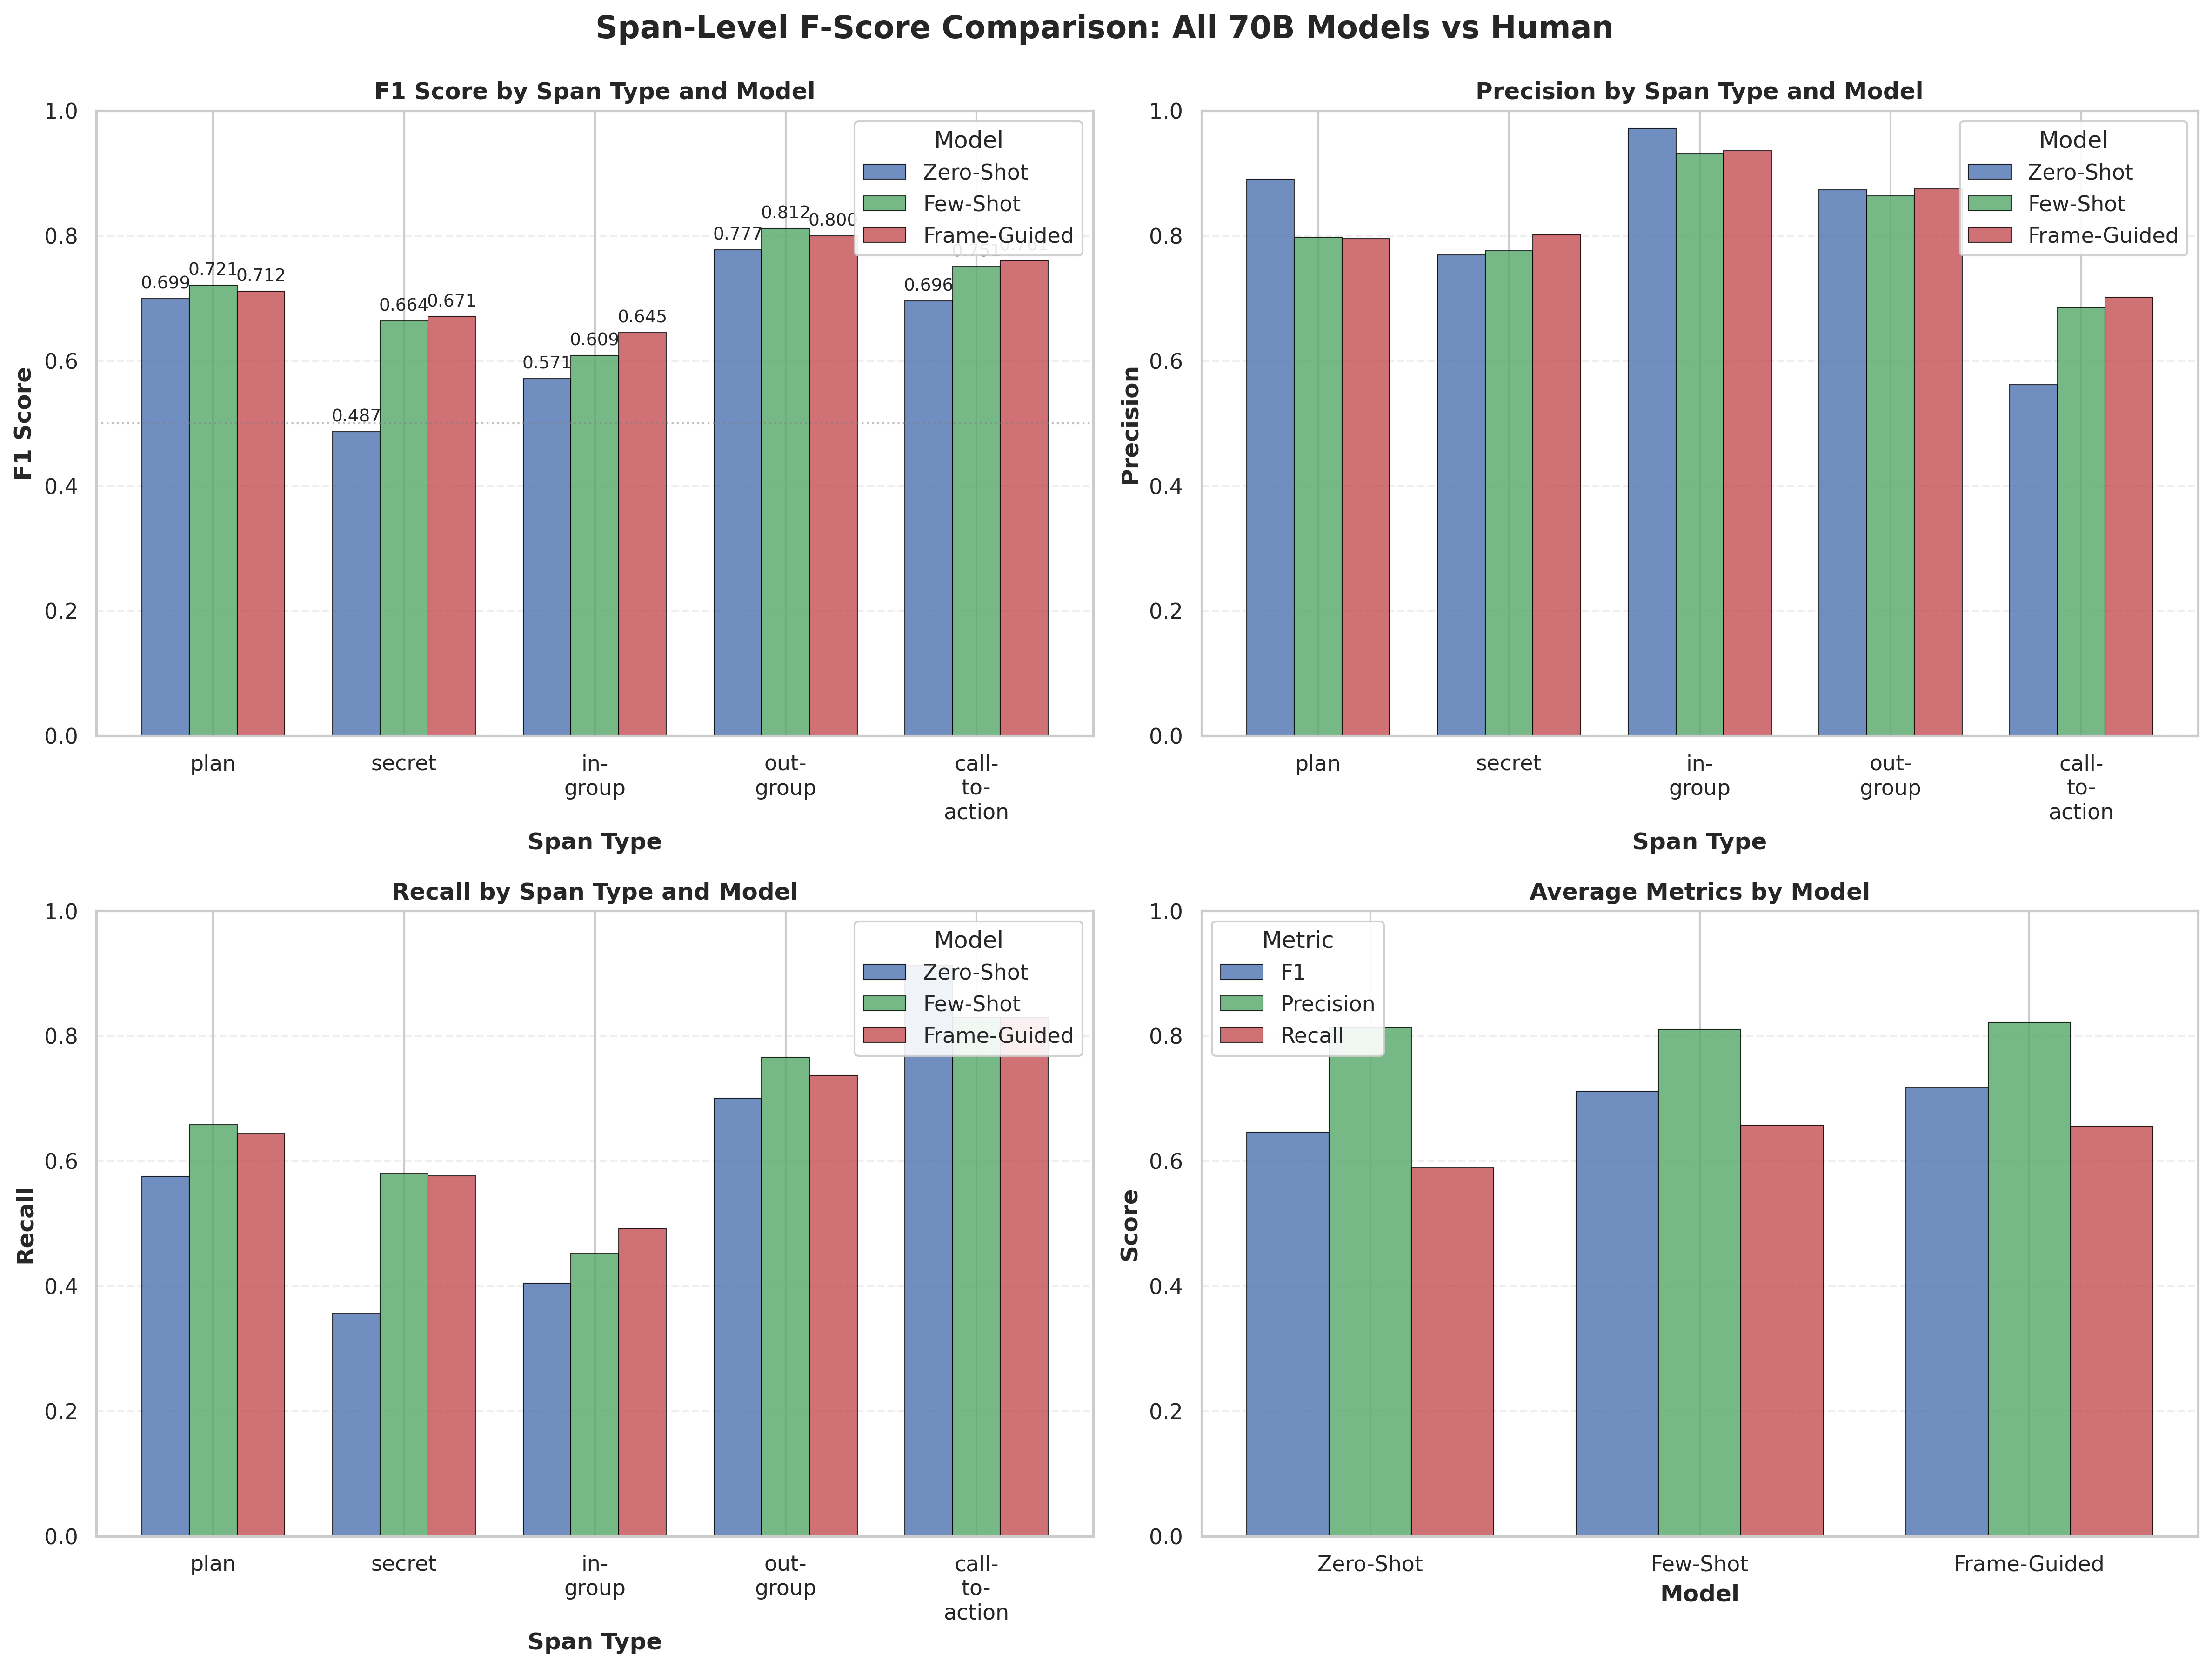 Span-Level F-Score Comparison: All 70B Models vs Human
F1 Score by Span Type and Model
1.0
0.8
0.6
0.4
0.2
0.0
F1 Score
0.699
0.721
0.712
0.487
0.664
0.671
0.571
0.609
0.645
0.777
0.812
0.800
0.696
0.751
Model
Zero-Shot
Few-Shot
Frame-Guided
plan
secret
in-
group
out-
group
call-
to-
action
Span Type
Precision by Span Type and Model
1.0
0.8
0.6
0.4
0.2
0.0
Precision
Model
Zero-Shot
Few-Shot
Frame-Guided
plan
secret
in-
group
out-
group
call-
to-
action
Span Type
Recall by Span Type and Model
1.0
0.8
0.6
0.4
0.2
0.0
Recall
Model
Zero-Shot
Few-Shot
Frame-Guided
plan
secret
in-
group
out-
group
call-
to-
action
Span Type
Average Metrics by Model
1.0
0.8
0.6
0.4
0.2
0.0
Score
Metric
F1
Precision
Recall
Zero-Shot
Few-Shot
Frame-Guided
Model